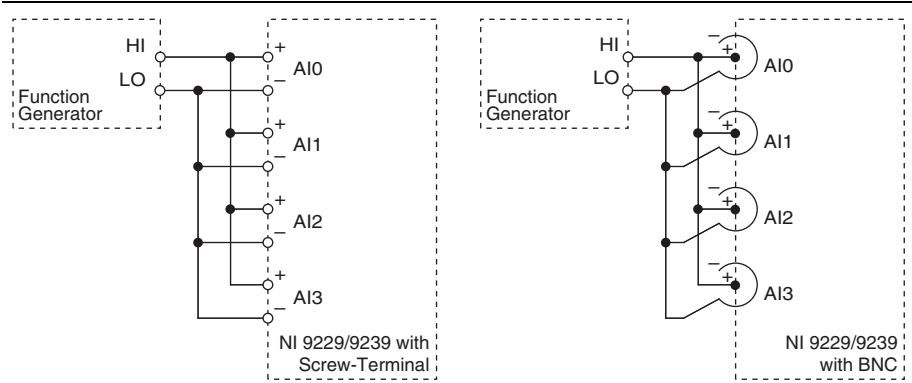 HI
LO
Function
Generator
+
AI0
–
+
AI1
–
+
AI2
–
+
AI3
–
NI 9229/9239 with
Screw-Terminal
HI
LO
Function
Generator
–
+
AI0
–
+
AI1
–
+
AI2
–
+
AI3
NI 9229/9239
with BNC